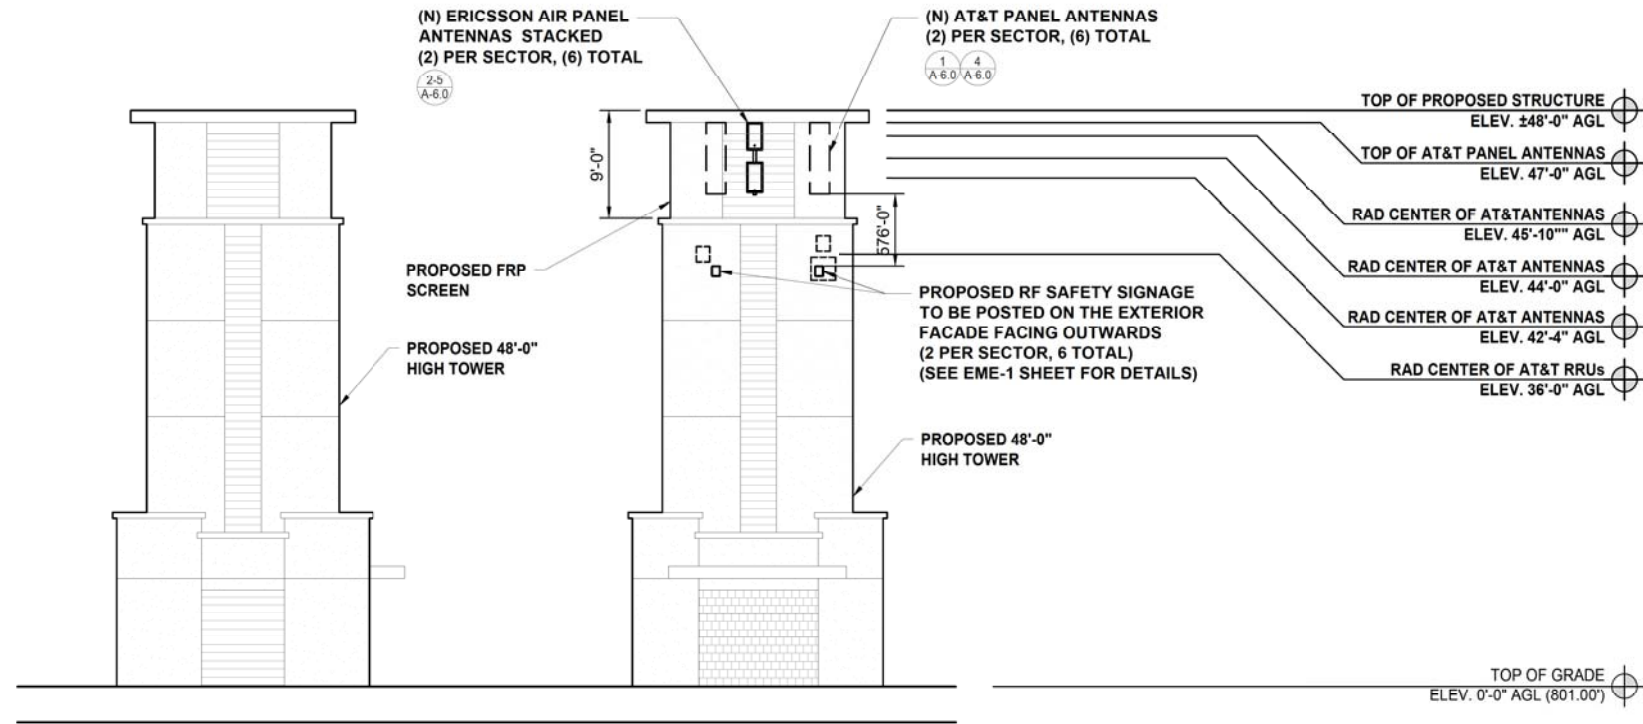 (N) ERICSSON AIR PANEL
ANTENNAS STACKED
(2) PER SECTOR, (6) TOTAL
2-5
A-6.0
(N) AT&T PANEL ANTENNAS
(2) PER SECTOR, (6) TOTAL
1
A-6.0
4
A-6.0
TOP OF PROPOSED STRUCTURE
ELEV. ±48'-0" AGL
TOP OF AT&T PANEL ANTENNAS
ELEV. 47'-0" AGL
RAD CENTER OF AT&TANTENNAS
ELEV. 45'-10"" AGL
RAD CENTER OF AT&T ANTENNAS
ELEV. 44'-0" AGL
RAD CENTER OF AT&T ANTENNAS
ELEV. 42'-4" AGL
RAD CENTER OF AT&T RRUs
ELEV. 36'-0" AGL
9'-0"
PROPOSED FRP
SCREEN
PROPOSED RF SAFETY SIGNAGE
TO BE POSTED ON THE EXTERIOR
FACADE FACING OUTWARDS
(2 PER SECTOR, 6 TOTAL)
(SEE EME-1 SHEET FOR DETAILS)
PROPOSED 48'-0"
HIGH TOWER
PROPOSED 48'-0"
HIGH TOWER
TOP OF GRADE
ELEV. 0'-0" AGL (801.00')